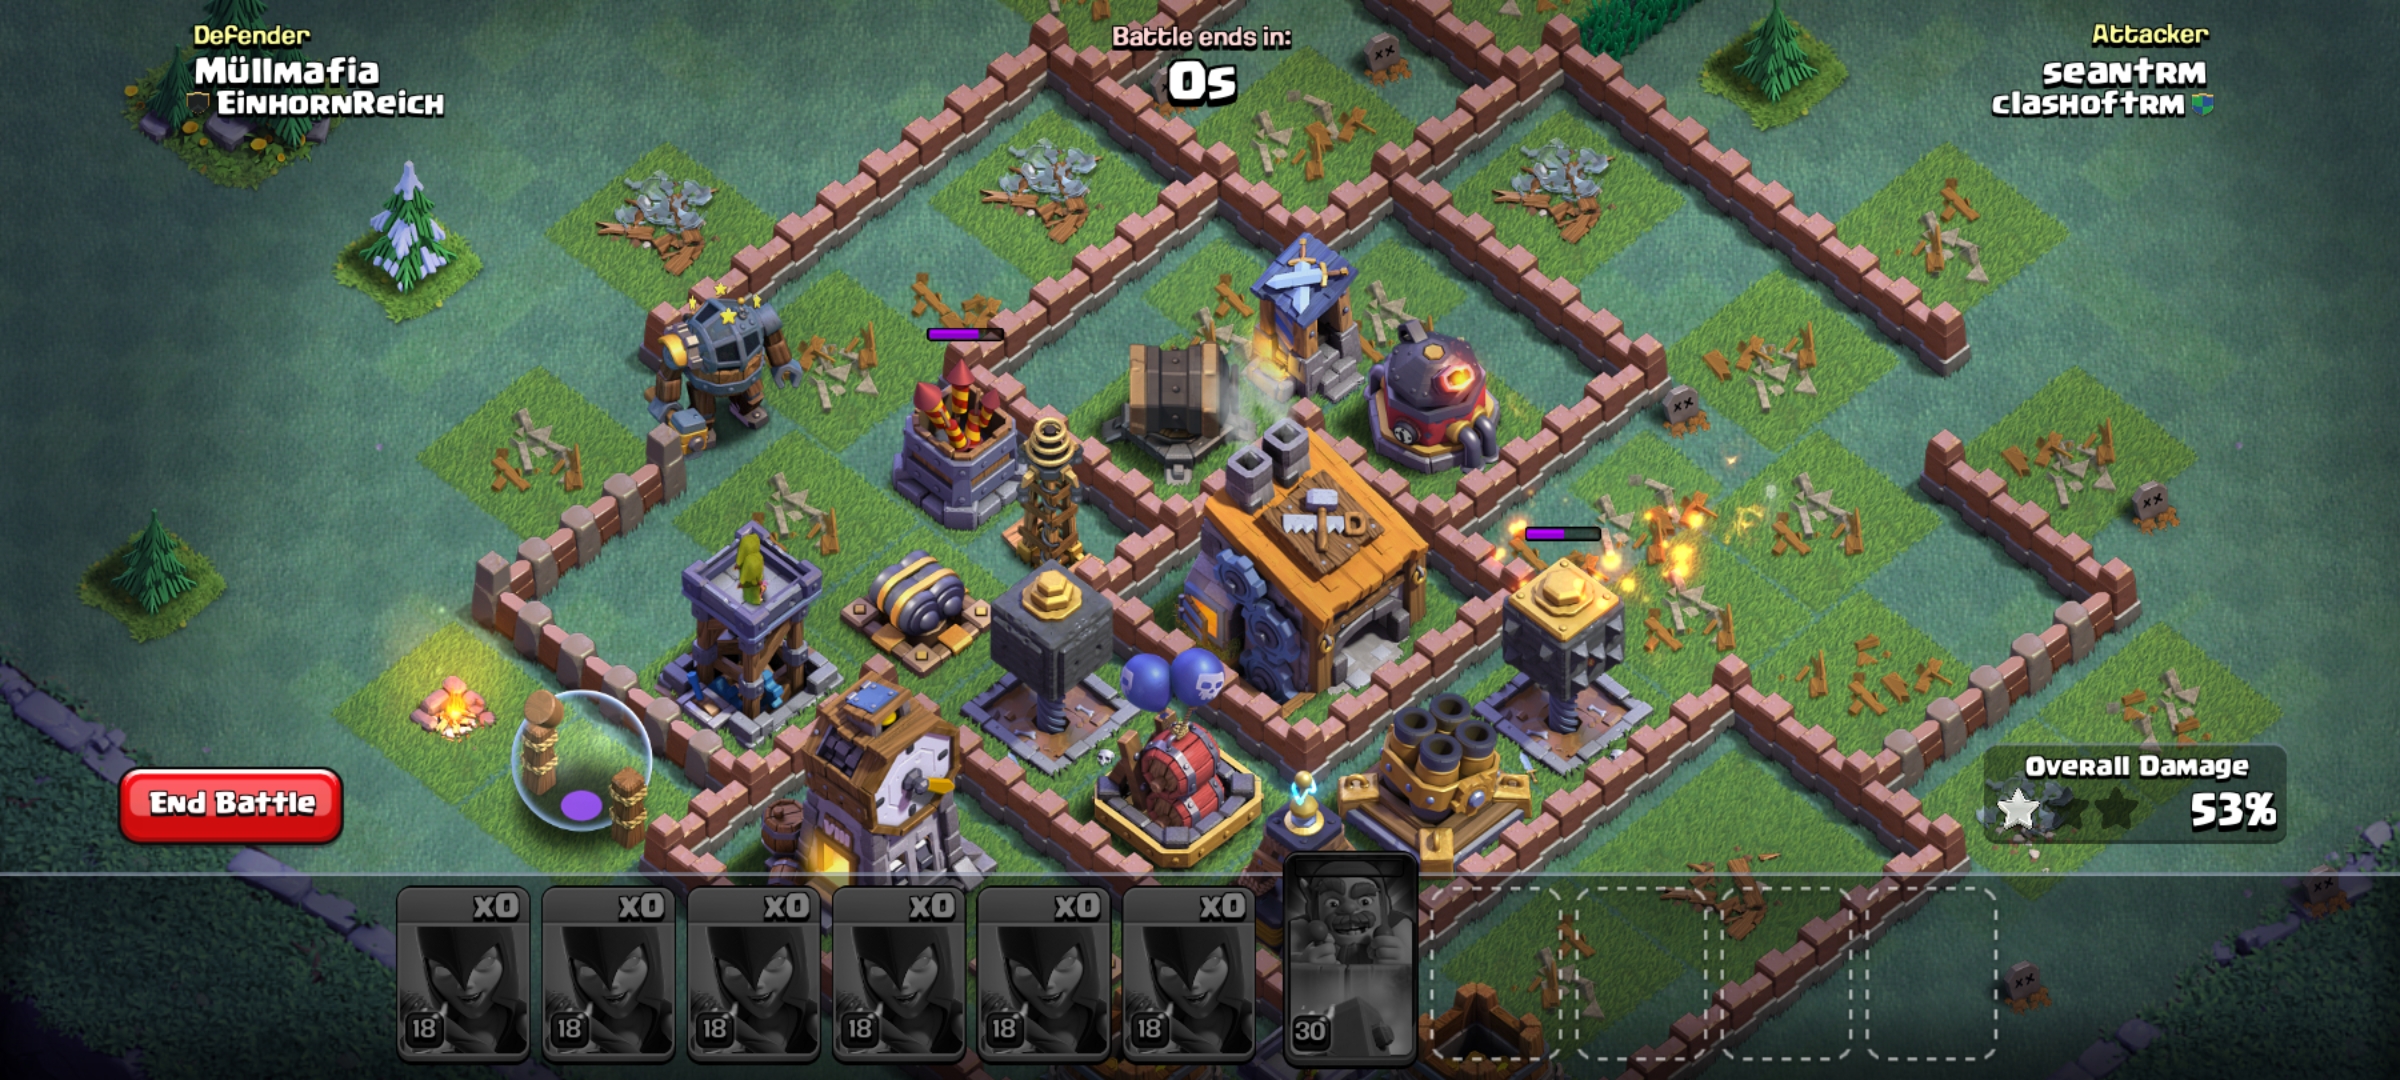 Defender
Müllmafia
EinhornReich
Battle ends in:
0s
Attacker
seantRM
clashoftRM
End Battle
Overall Damage
53%
x0 x0 x0 x0 x0 x0
18 18 18 18 18 18 30